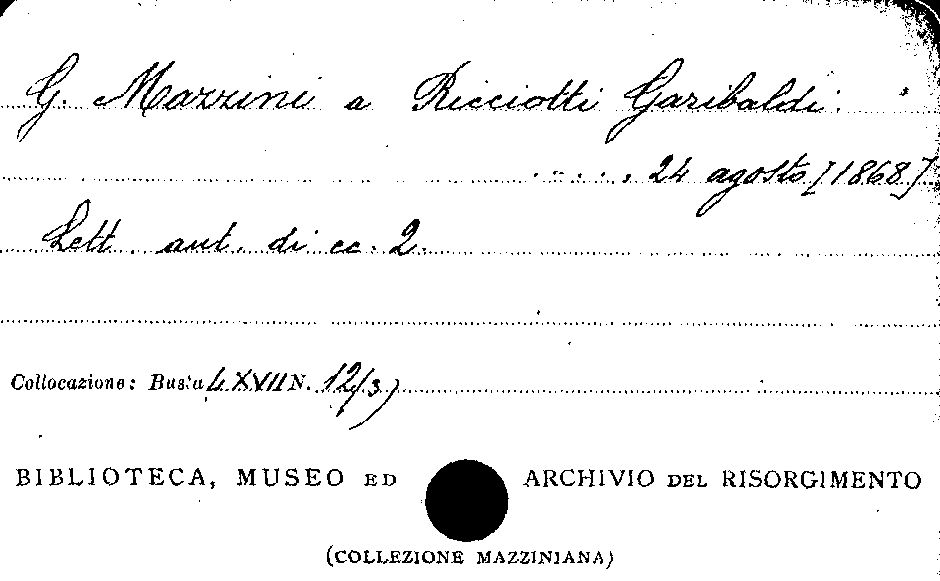 G. Mazzini a Ricciotti Garibaldi.
..... 24 agosto [1868]
Lett. aut. di cc. 2.
Collocazione: Busta LXVII N. 12/3)
BIBLIOTECA, MUSEO ED ARCHIVIO DEL RISORGIMENTO
(COLLEZIONE MAZZINIANA)